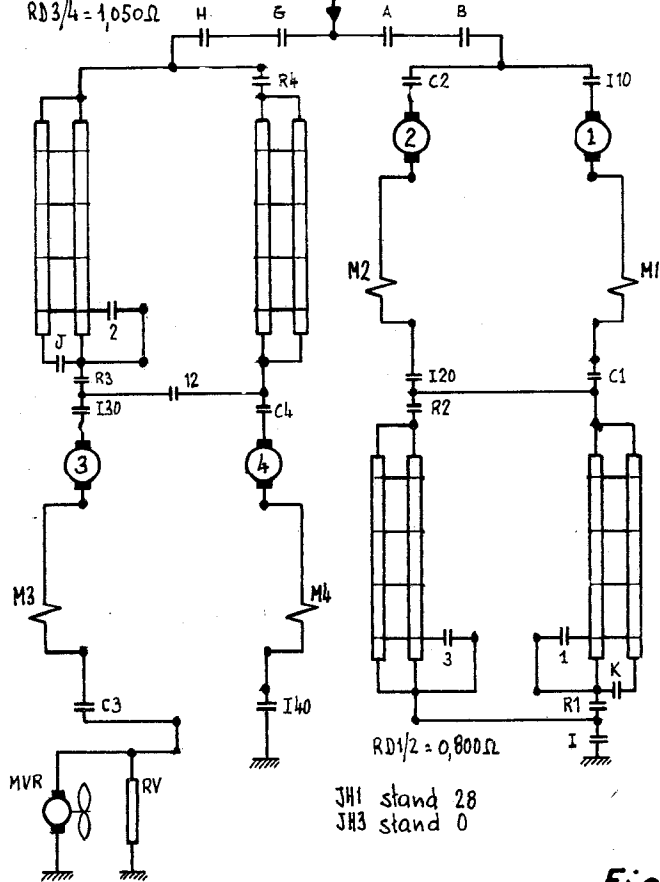 RD3/4 = 1,050Ω
H G A B
R4 C2 I10
2 1
M2 M1
J 2
R3 12 I20 C1
I30 C4 R2
3 4
M3 M4
3 1
K
C3 I40 R1
RD1/2 = 0,800Ω I
MVR RV
JH1 stand 28
JH3 stand 0